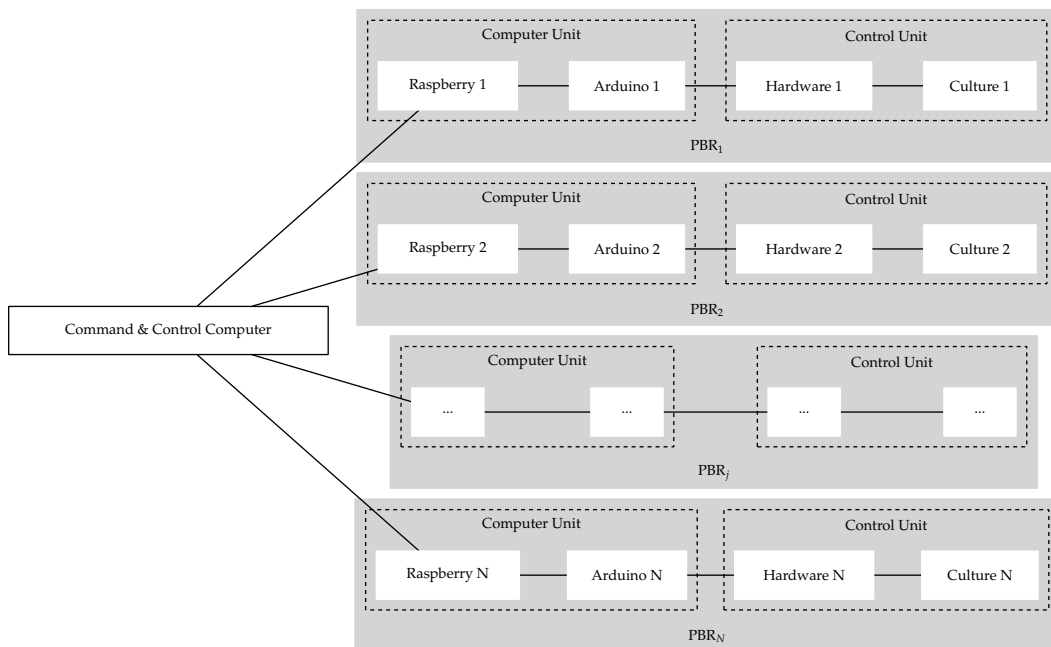 Computer Unit
Control Unit
Raspberry 1
Arduino 1
Hardware 1
Culture 1
PBR₁
Computer Unit
Control Unit
Raspberry 2
Arduino 2
Hardware 2
Culture 2
PBR₂
Command & Control Computer
Computer Unit
Control Unit
...
...
...
...
PBRⱼ
Computer Unit
Control Unit
Raspberry N
Arduino N
Hardware N
Culture N
PBR_N